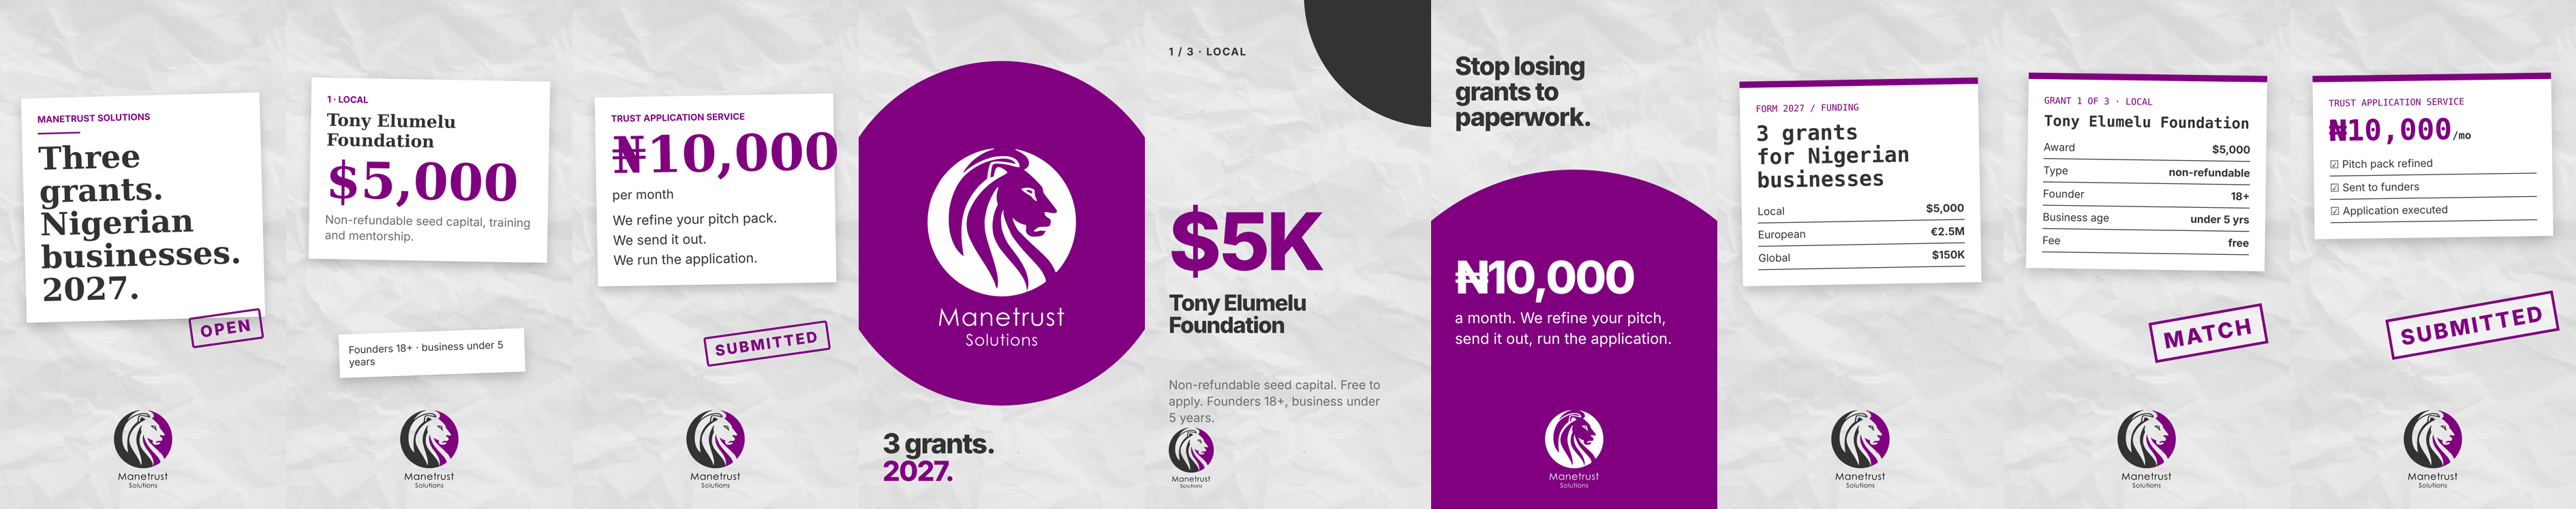 MANETRUST SOLUTIONS
Three
grants.
Nigerian
businesses.
2027.
OPEN
Manetrust
Solutions
1 · LOCAL
Tony Elumelu
Foundation
$5,000
Non-refundable seed capital, training
and mentorship.
Founders 18+ · business under 5
years
Manetrust
Solutions
TRUST APPLICATION SERVICE
₦10,000
per month
We refine your pitch pack.
We send it out.
We run the application.
SUBMITTED
Manetrust
Solutions
Manetrust
Solutions
3 grants.
2027.
1 / 3 · LOCAL
$5K
Tony Elumelu
Foundation
Non-refundable seed capital. Free to
apply. Founders 18+, business under
5 years.
Manetrust
Solutions
Stop losing
grants to
paperwork.
₦10,000
a month. We refine your pitch,
send it out, run the application.
Manetrust
Solutions
FORM 2027 / FUNDING
3 grants
for Nigerian
businesses
Local $5,000
European €2.5M
Global $150K
Manetrust
Solutions
GRANT 1 OF 3 · LOCAL
Tony Elumelu Foundation
Award $5,000
Type non-refundable
Founder 18+
Business age under 5 yrs
Fee free
MATCH
Manetrust
Solutions
TRUST APPLICATION SERVICE
₦10,000/mo
☑ Pitch pack refined
☑ Sent to funders
☑ Application executed
SUBMITTED
Manetrust
Solutions